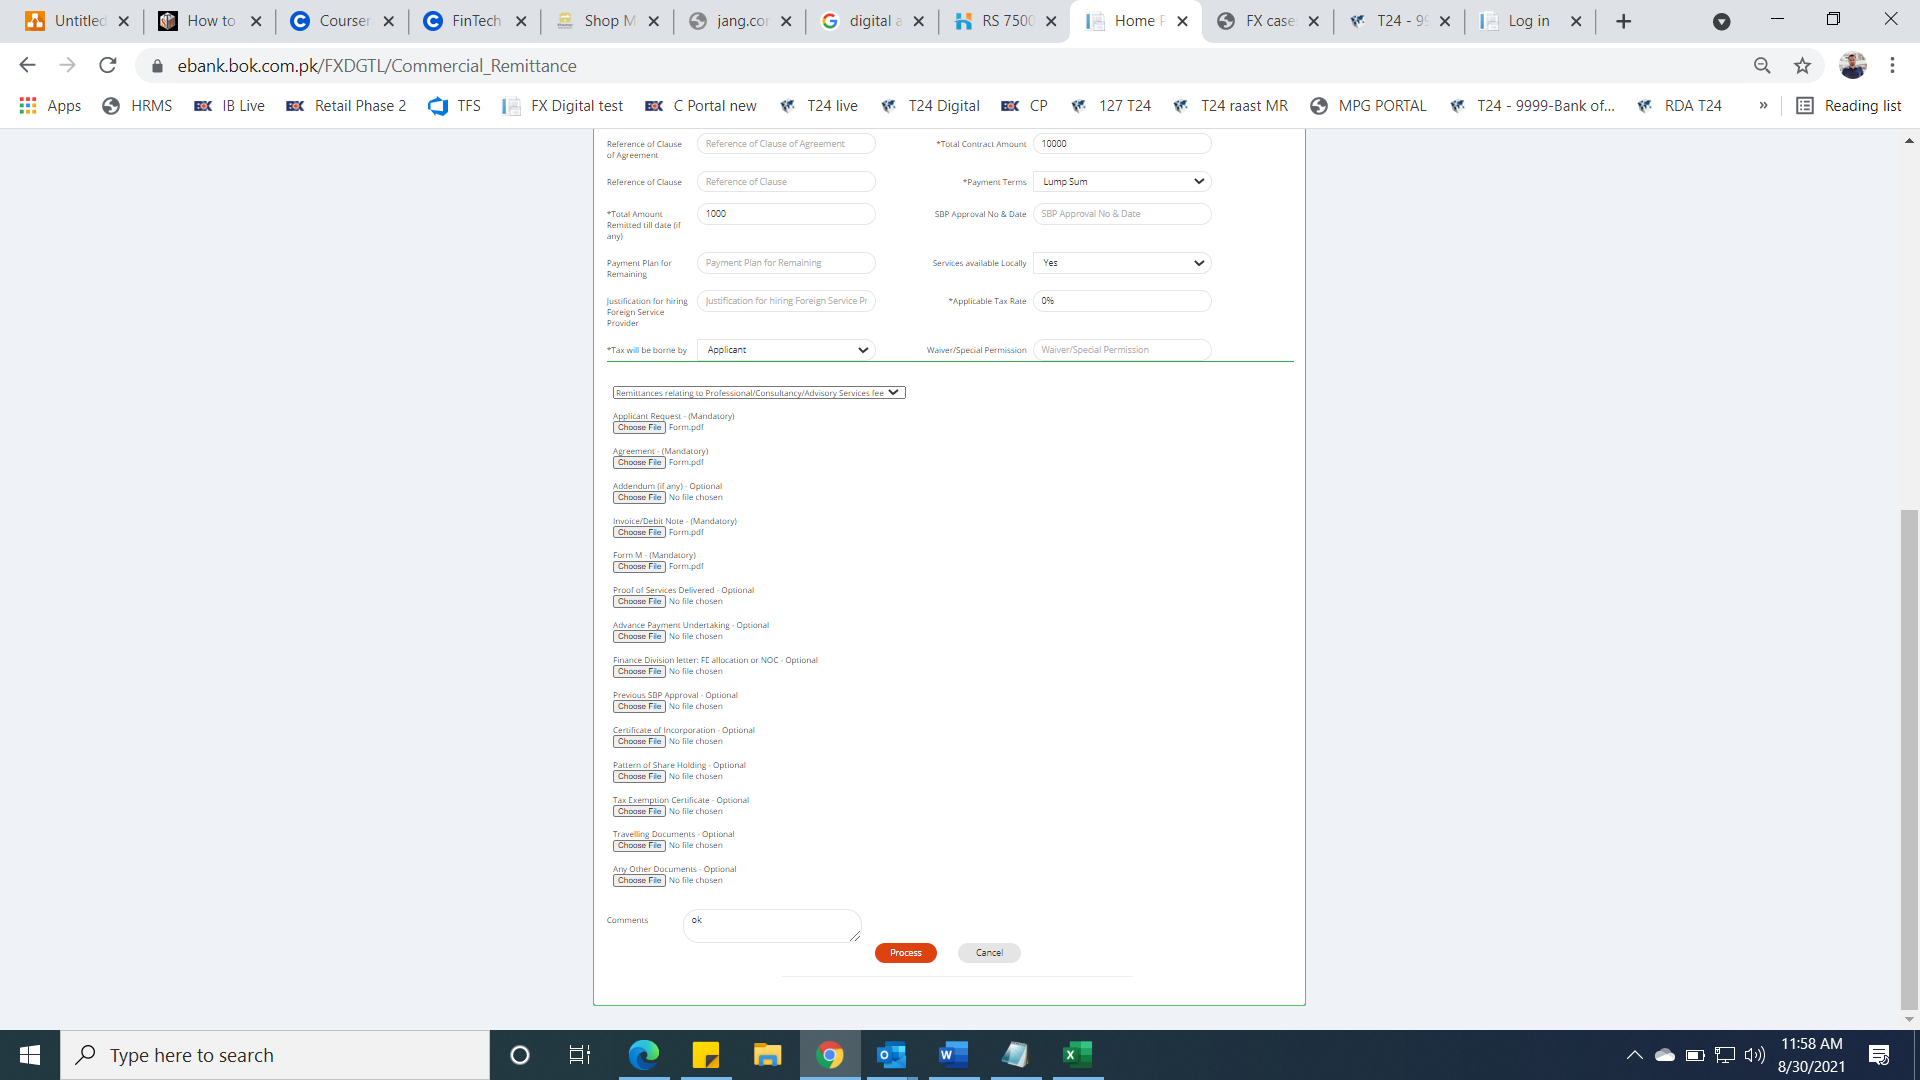 Untitled
How to
Courser
FinTech
Shop M
jang.cor
digital a
RS 7500
Home P
FX case
T24 - 99
Log in
ebank.bok.com.pk/FXDGTL/Commercial_Remittance
Apps
HRMS
IB Live
Retail Phase 2
TFS
FX Digital test
C Portal new
T24 live
T24 Digital
CP
127 T24
T24 raast MR
MPG PORTAL
T24 - 9999-Bank of...
RDA T24
»
Reading list
Reference of Clause of Agreement
Reference of Clause of Agreement
*Total Contract Amount
10000
Reference of Clause
Reference of Clause
*Payment Terms
Lump Sum
*Total Amount Remitted till date (if any)
1000
SBP Approval No & Date
SBP Approval No & Date
Payment Plan for Remaining
Payment Plan for Remaining
Services available Locally
Yes
Justification for hiring Foreign Service Provider
Justification for hiring Foreign Service Pr
*Applicable Tax Rate
0%
*Tax will be borne by
Applicant
Waiver/Special Permission
Waiver/Special Permission
Remittances relating to Professional/Consultancy/Advisory Services fee
Applicant Request - (Mandatory)
Choose File Form.pdf
Agreement - (Mandatory)
Choose File Form.pdf
Addendum (if any) - Optional
Choose File No file chosen
Invoice/Debit Note - (Mandatory)
Choose File Form.pdf
Form M - (Mandatory)
Choose File Form.pdf
Proof of Services Delivered - Optional
Choose File No file chosen
Advance Payment Undertaking - Optional
Choose File No file chosen
Finance Division letter: FE allocation or NOC - Optional
Choose File No file chosen
Previous SBP Approval - Optional
Choose File No file chosen
Certificate of Incorporation - Optional
Choose File No file chosen
Pattern of Share Holding - Optional
Choose File No file chosen
Tax Exemption Certificate - Optional
Choose File No file chosen
Travelling Documents - Optional
Choose File No file chosen
Any Other Documents - Optional
Choose File No file chosen
Comments
ok
Process
Cancel
Type here to search
11:58 AM
8/30/2021